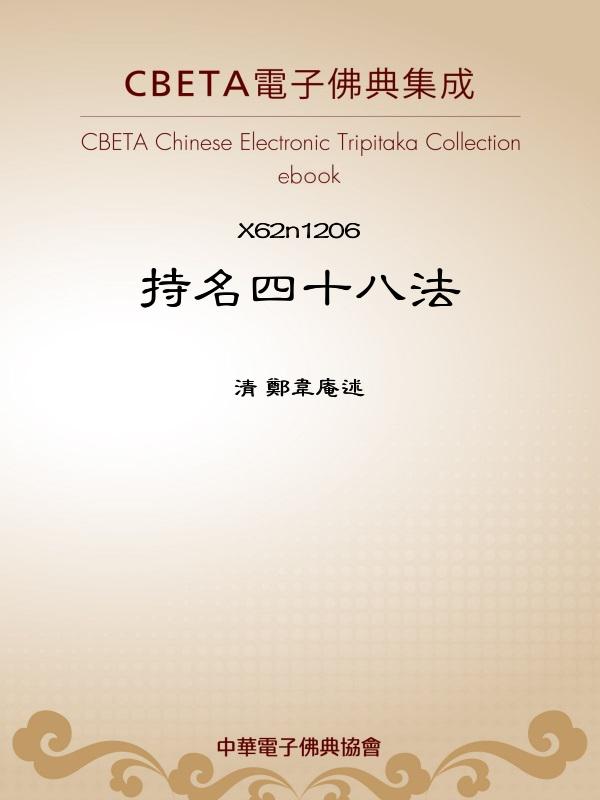 CBETA電子佛典集成
CBETA Chinese Electronic Tripitaka Collection
ebook
X62n1206
持名四十八法
清 鄭韋庵述
中華電子佛典協會